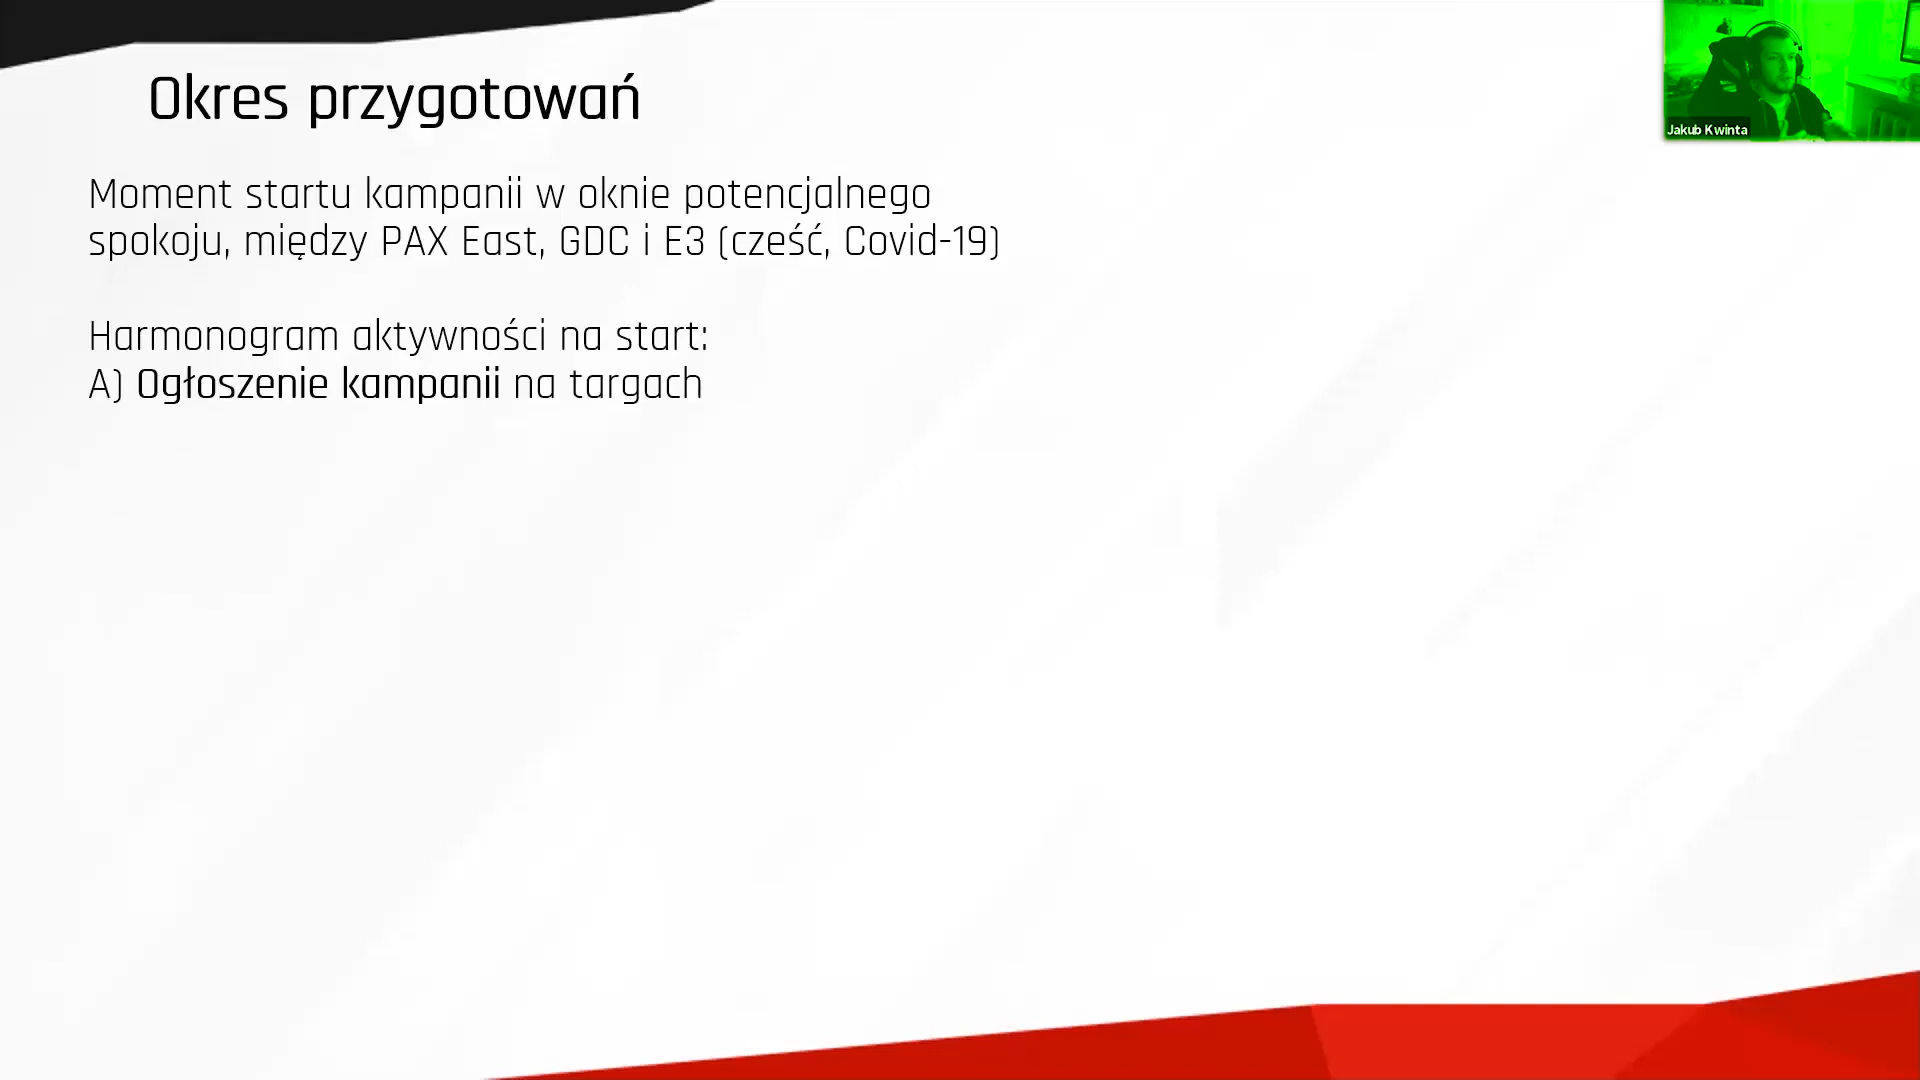 Okres przygotowań
Jakub Kwinta
Moment startu kampanii w oknie potencjalnego
spokoju, między PAX East, GDC i E3 (cześć, Covid-19)
Harmonogram aktywności na start:
A) Ogłoszenie kampanii na targach